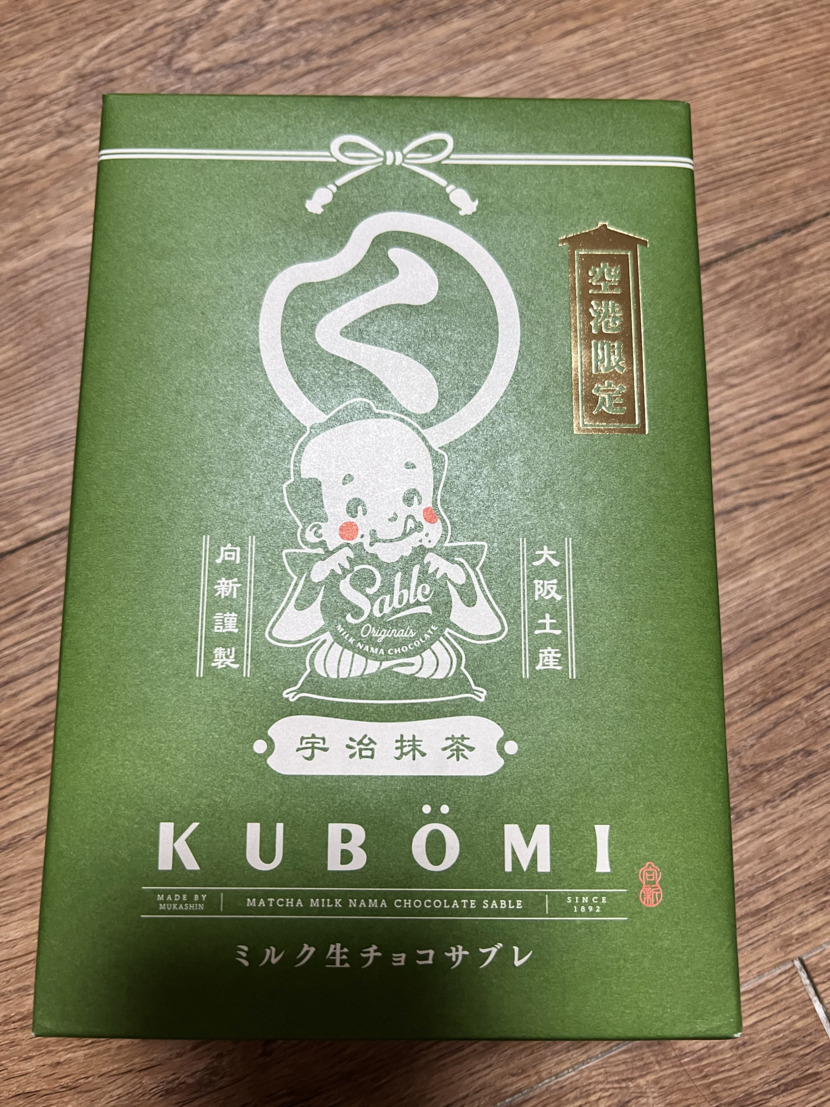 く
空港限定
向新謹製
大阪土産
Sable
Originals
MILK NAMA CHOCOLATE
宇治抹茶
KUBÖMI
MADE BY
MUKASHIN
MATCHA MILK NAMA CHOCOLATE SABLE
SINCE
1892
向新
ミルク生チョコサブレ